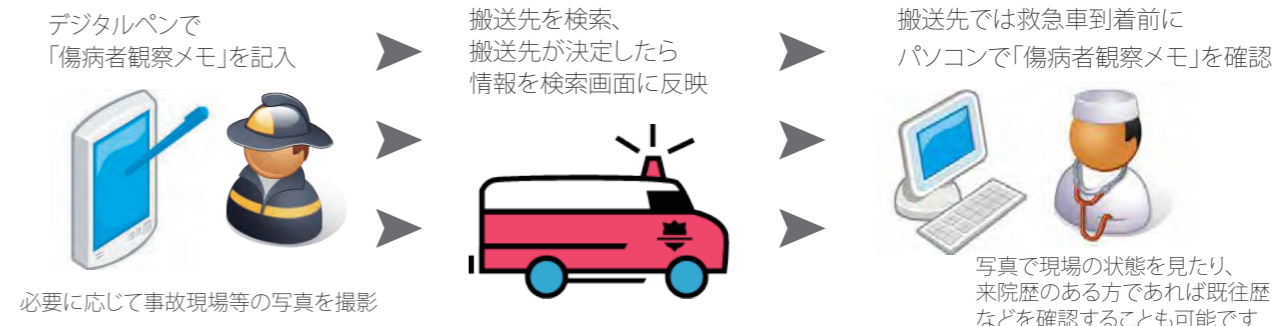 デジタルペンで
「傷病者観察メモ」を記入
必要に応じて事故現場等の写真を撮影
搬送先を検索、
搬送先が決定したら
情報を検索画面に反映
搬送先では救急車到着前に
パソコンで「傷病者観察メモ」を確認
写真で現場の状態を見たり、
来院歴のある方であれば既往歴
などを確認することも可能です